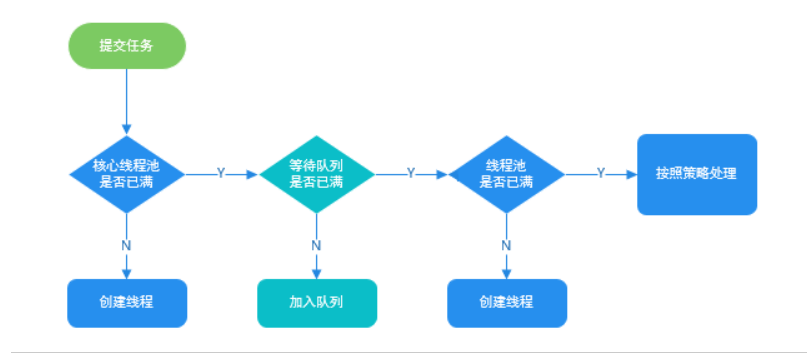 提交任务
核心线程池
是否已满
Y
等待队列
是否已满
Y
线程池
是否已满
Y
按照策略处理
N
N
N
创建线程
加入队列
创建线程